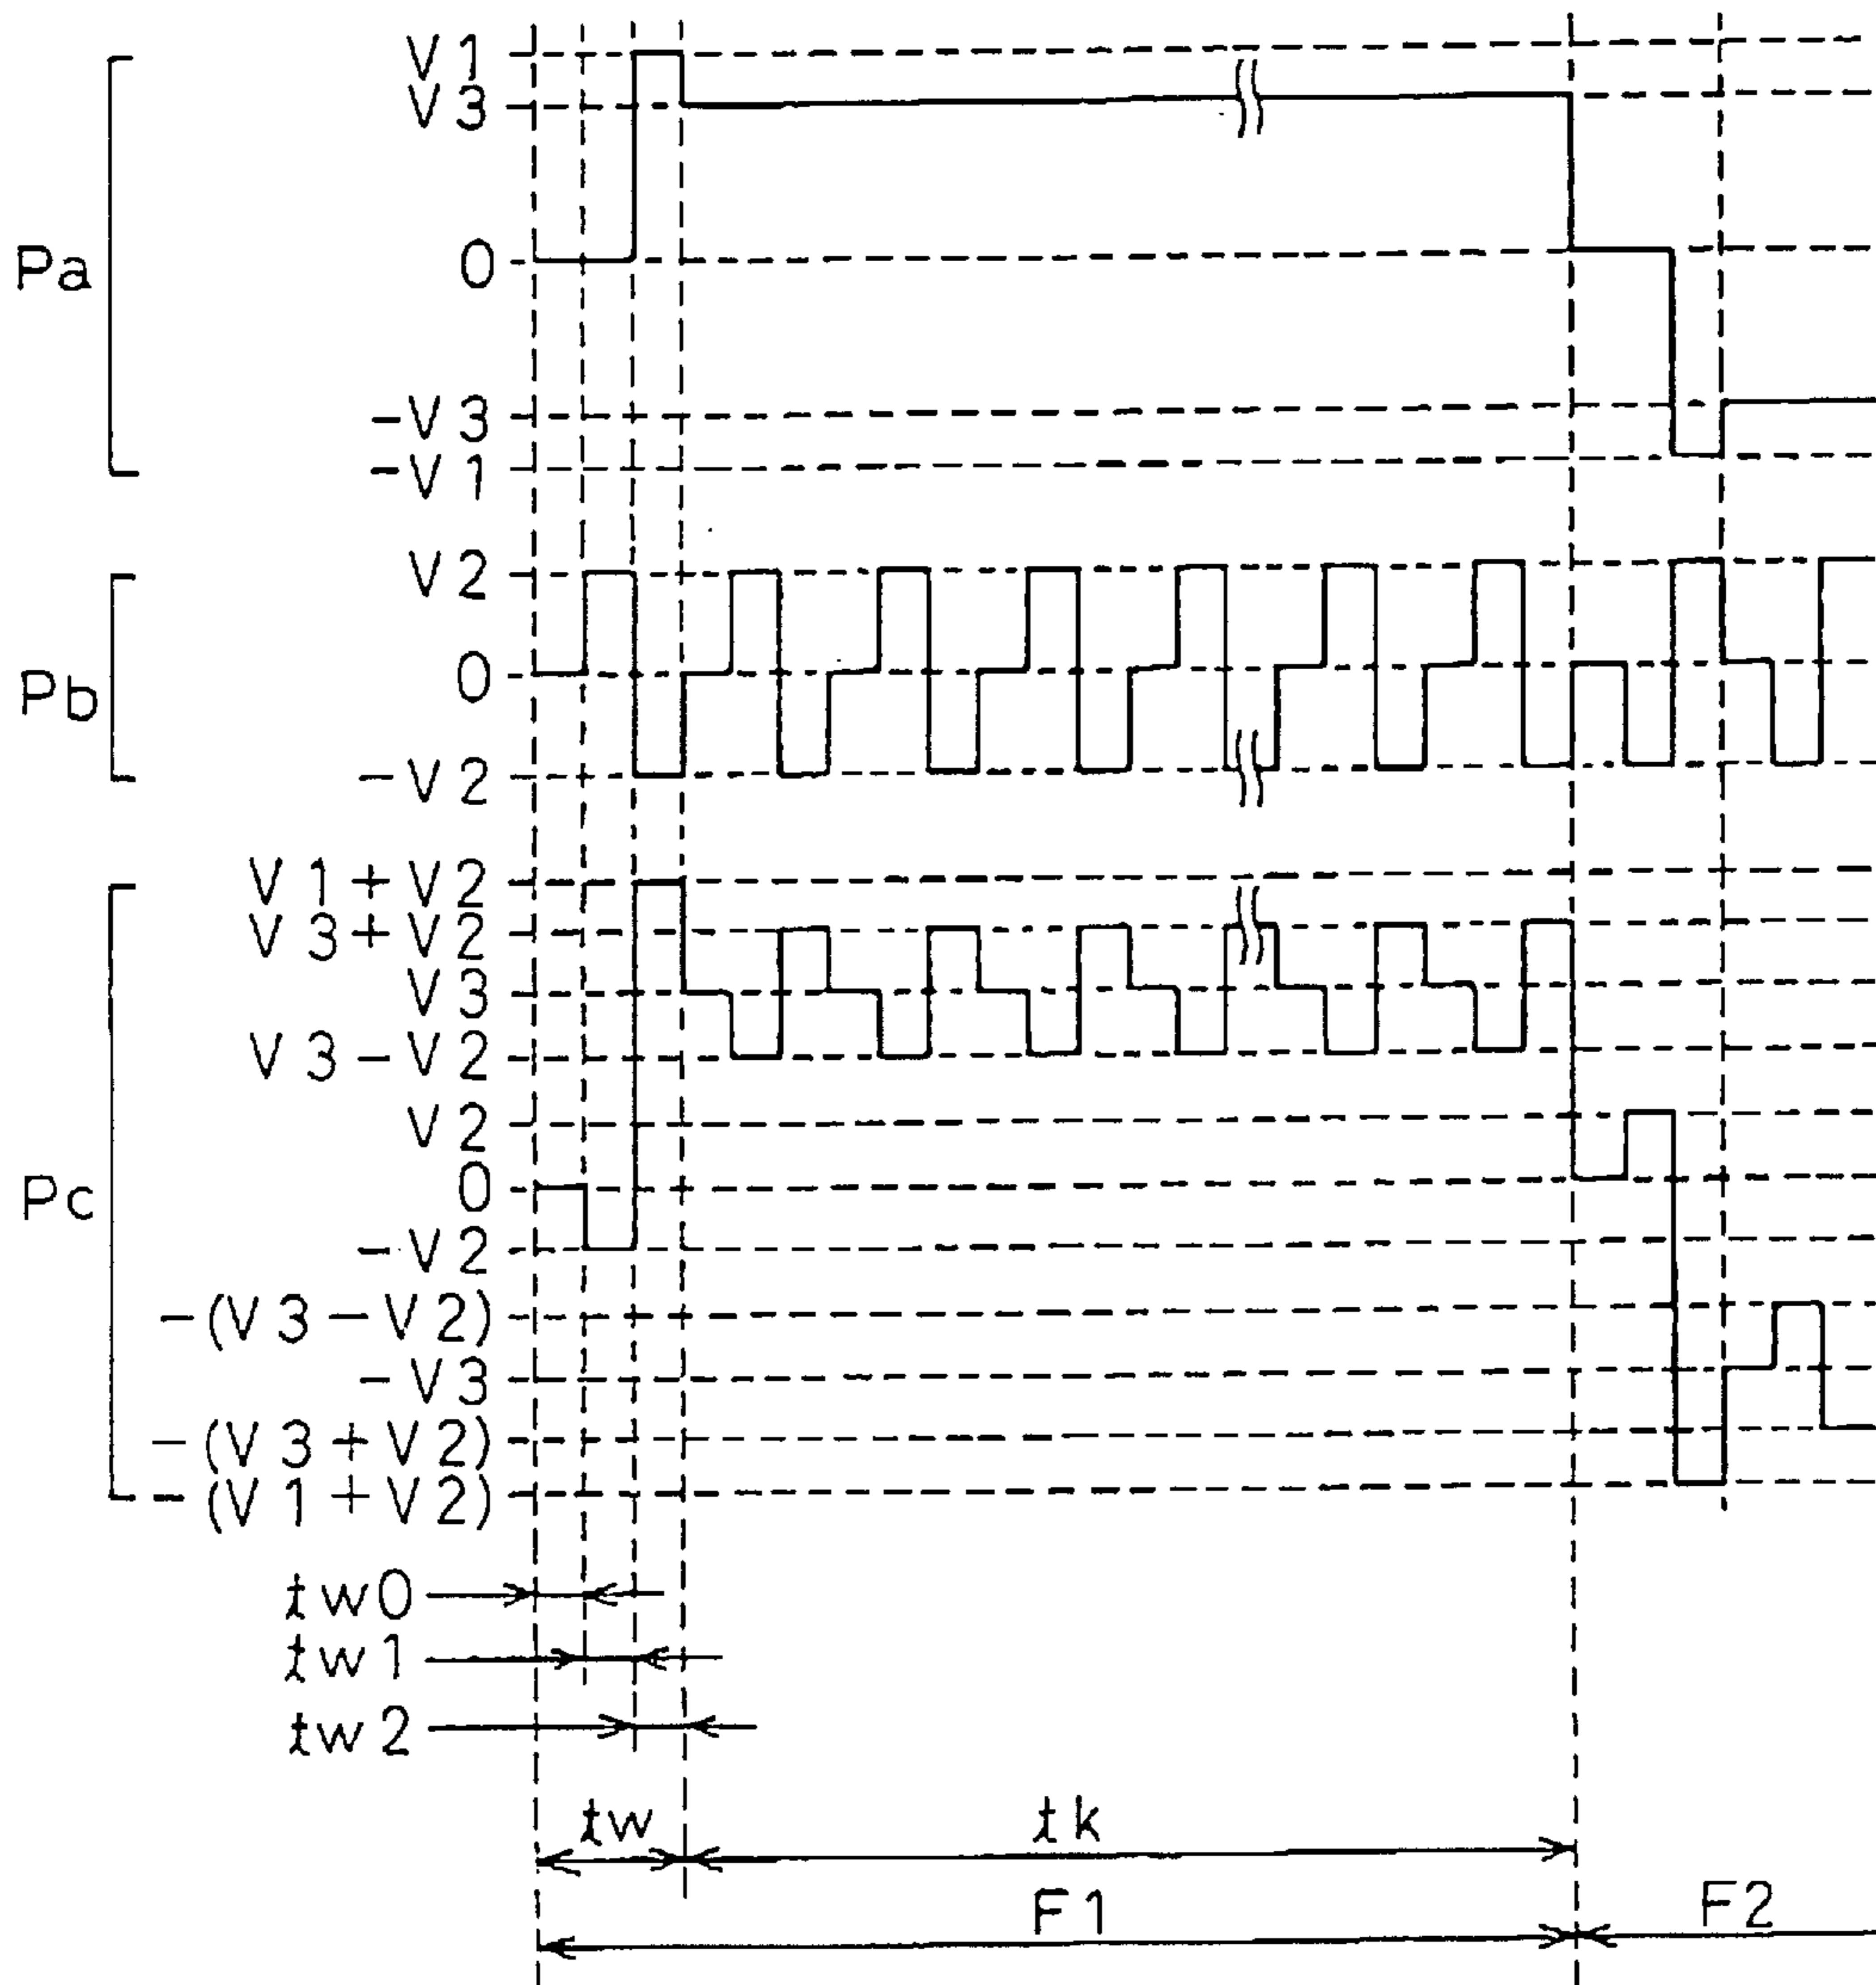 V1
V3
0
Pa
-V3
-V1
V2
0
Pb
-V2
V1+V2
V3+V2
V3
V3-V2
V2
0
Pc
-V2
-(V3-V2)
-V3
-(V3+V2)
-(V1+V2)
tw0
tw1
tw2
tw tk
F1 F2